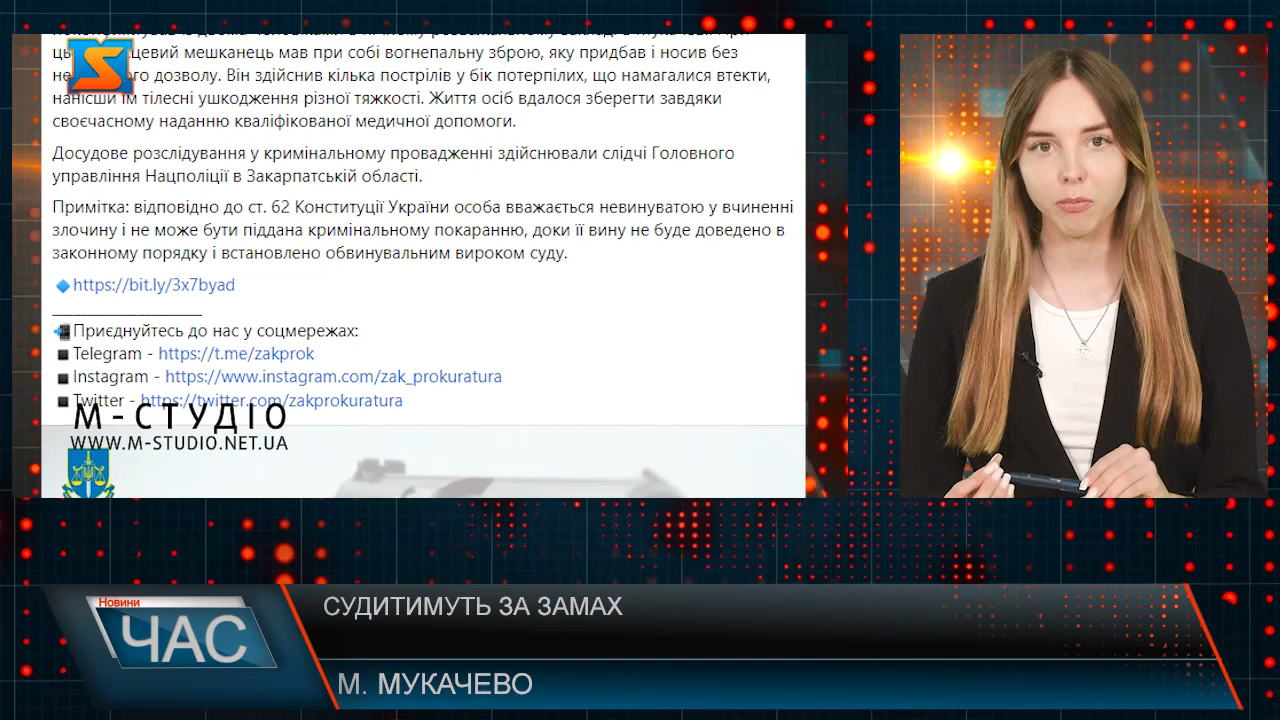 цевий мешканець мав при собі вогнепальну зброю, яку придбав і носив без
ого дозволу. Він здійснив кілька пострілів у бік потерпілих, що намагалися втекти,
нанісши їм тілесні ушкодження різної тяжкості. Життя осіб вдалося зберегти завдяки
своєчасному наданню кваліфікованої медичної допомоги.
Досудове розслідування у кримінальному провадженні здійснювали слідчі Головного
управління Нацполіції в Закарпатській області.
Примітка: відповідно до ст. 62 Конституції України особа вважається невинуватою у вчиненні
злочину і не може бути піддана кримінальному покаранню, доки її вину не буде доведено в
законному порядку і встановлено обвинувальним вироком суду.
https://bit.ly/3x7byad
Приєднуйтесь до нас у соцмережах:
Telegram - https://t.me/zakprok
Instagram - https://www.instagram.com/zak_prokuratura
Twitter - https://twitter.com/zakprokuratura
М-СТУДІО
WWW.M-STUDIO.NET.UA
Новини
ЧАС
СУДИТИМУТЬ ЗА ЗАМАХ
М. МУКАЧЕВО